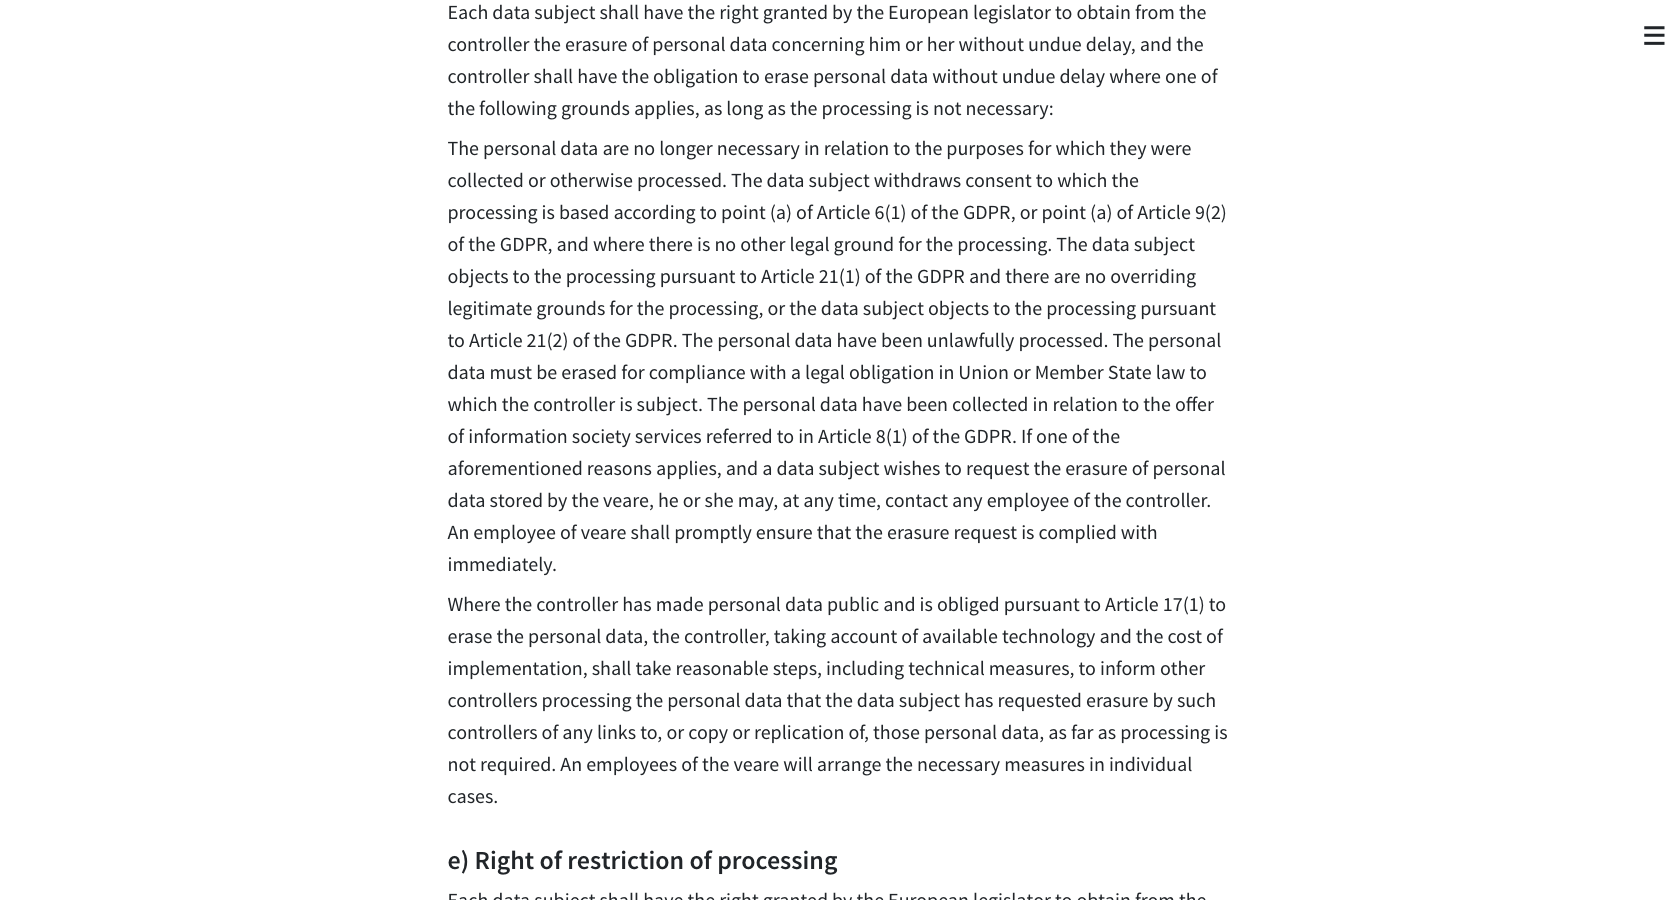 Each data subject shall have the right granted by the European legislator to obtain from the
controller the erasure of personal data concerning him or her without undue delay, and the
controller shall have the obligation to erase personal data without undue delay where one of
the following grounds applies, as long as the processing is not necessary:
The personal data are no longer necessary in relation to the purposes for which they were
collected or otherwise processed. The data subject withdraws consent to which the
processing is based according to point (a) of Article 6(1) of the GDPR, or point (a) of Article 9(2)
of the GDPR, and where there is no other legal ground for the processing. The data subject
objects to the processing pursuant to Article 21(1) of the GDPR and there are no overriding
legitimate grounds for the processing, or the data subject objects to the processing pursuant
to Article 21(2) of the GDPR. The personal data have been unlawfully processed. The personal
data must be erased for compliance with a legal obligation in Union or Member State law to
which the controller is subject. The personal data have been collected in relation to the offer
of information society services referred to in Article 8(1) of the GDPR. If one of the
aforementioned reasons applies, and a data subject wishes to request the erasure of personal
data stored by the veare, he or she may, at any time, contact any employee of the controller.
An employee of veare shall promptly ensure that the erasure request is complied with
immediately.
Where the controller has made personal data public and is obliged pursuant to Article 17(1) to
erase the personal data, the controller, taking account of available technology and the cost of
implementation, shall take reasonable steps, including technical measures, to inform other
controllers processing the personal data that the data subject has requested erasure by such
controllers of any links to, or copy or replication of, those personal data, as far as processing is
not required. An employees of the veare will arrange the necessary measures in individual
cases.
e) Right of restriction of processing
Each data subject shall have the right granted by the European legislator to obtain from the